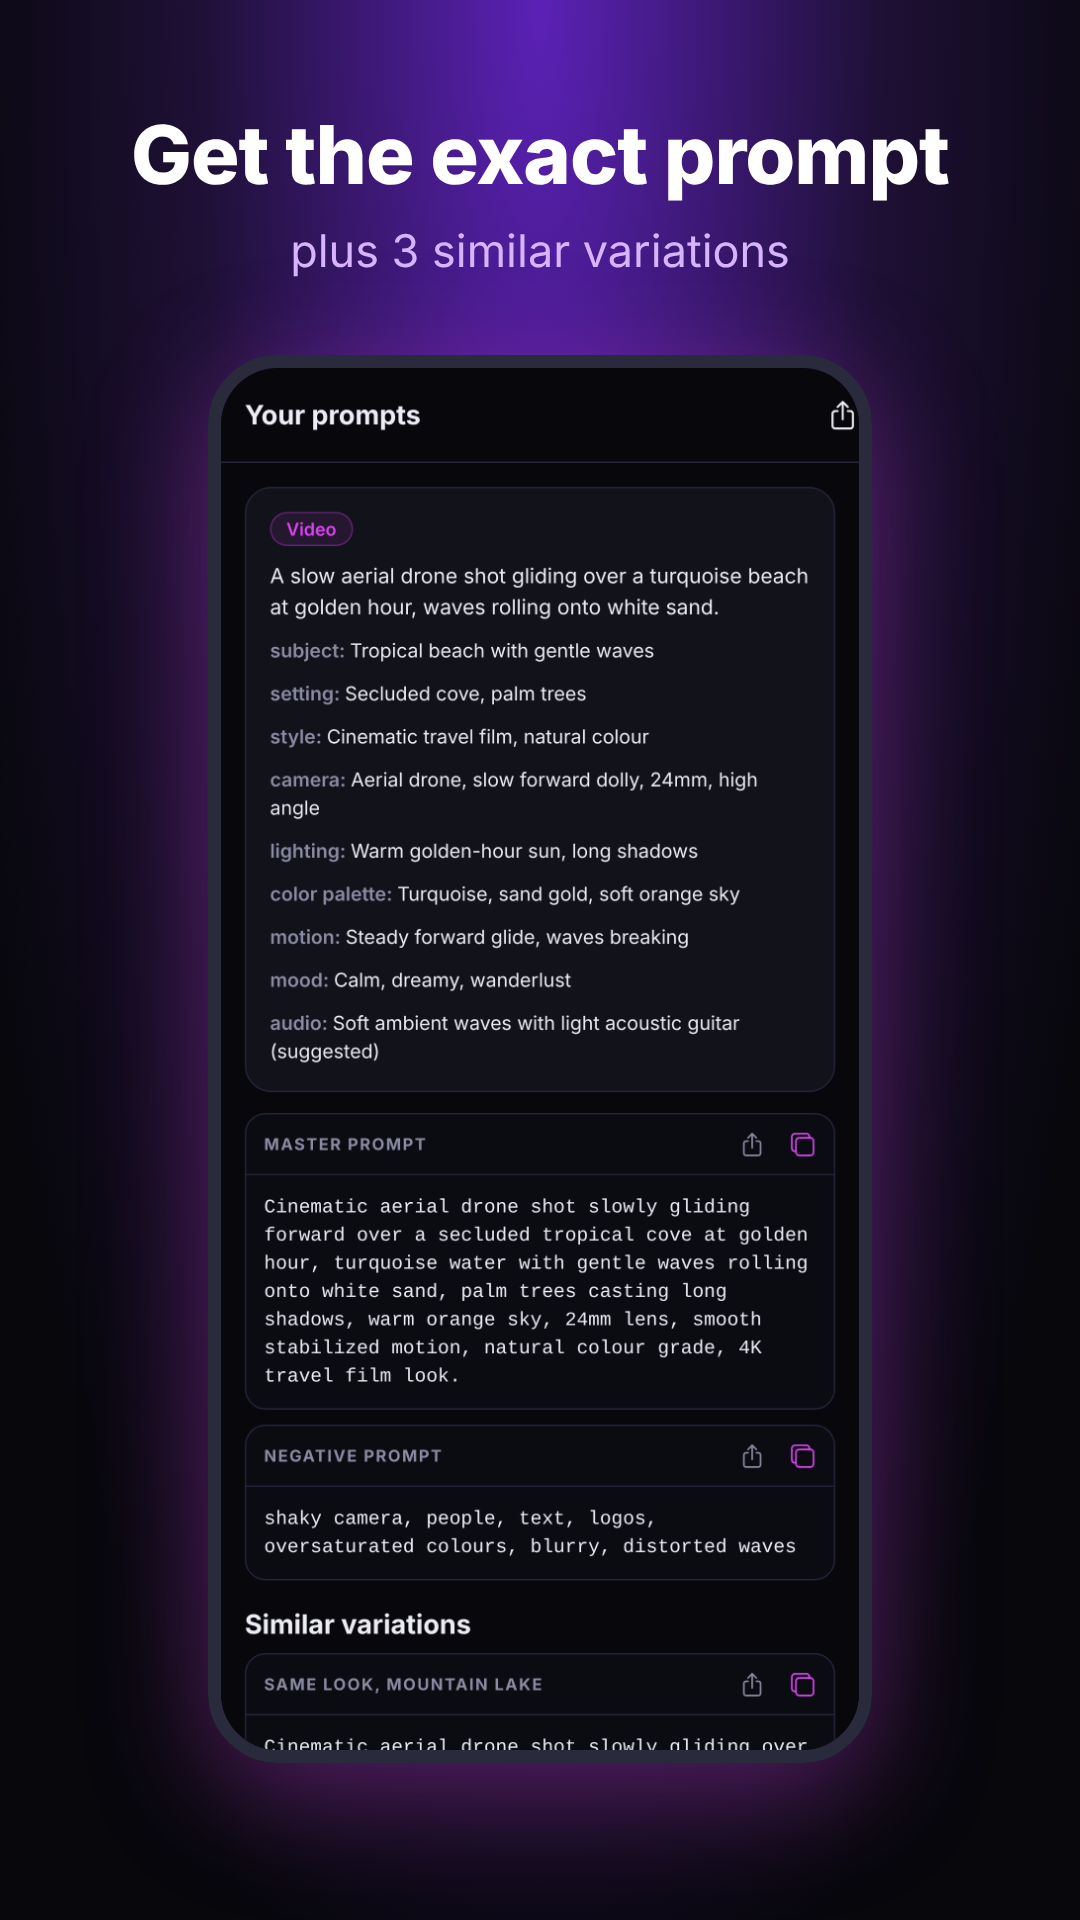 Get the exact prompt
plus 3 similar variations
Your prompts
Video
A slow aerial drone shot gliding over a turquoise beach
at golden hour, waves rolling onto white sand.
subject: Tropical beach with gentle waves
setting: Secluded cove, palm trees
style: Cinematic travel film, natural colour
camera: Aerial drone, slow forward dolly, 24mm, high
angle
lighting: Warm golden-hour sun, long shadows
color palette: Turquoise, sand gold, soft orange sky
motion: Steady forward glide, waves breaking
mood: Calm, dreamy, wanderlust
audio: Soft ambient waves with light acoustic guitar
(suggested)
MASTER PROMPT
Cinematic aerial drone shot slowly gliding
forward over a secluded tropical cove at golden
hour, turquoise water with gentle waves rolling
onto white sand, palm trees casting long
shadows, warm orange sky, 24mm lens, smooth
stabilized motion, natural colour grade, 4K
travel film look.
NEGATIVE PROMPT
shaky camera, people, text, logos,
oversaturated colours, blurry, distorted waves
Similar variations
SAME LOOK, MOUNTAIN LAKE
Cinematic aerial drone shot slowly gliding over